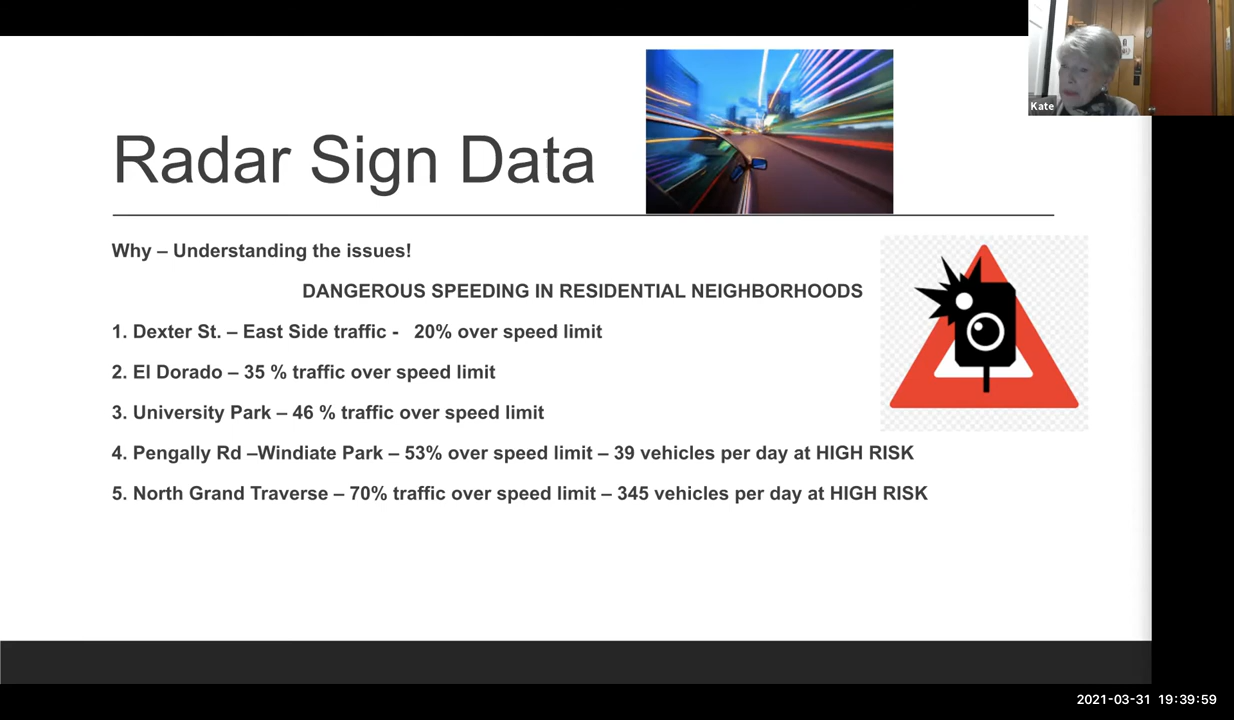 Radar Sign Data
Why – Understanding the issues!
DANGEROUS SPEEDING IN RESIDENTIAL NEIGHBORHOODS
1. Dexter St. – East Side traffic - 20% over speed limit
2. El Dorado – 35 % traffic over speed limit
3. University Park – 46 % traffic over speed limit
4. Pengally Rd –Windiate Park – 53% over speed limit – 39 vehicles per day at HIGH RISK
5. North Grand Traverse – 70% traffic over speed limit – 345 vehicles per day at HIGH RISK
Kate
2021-03-31 19:39:59